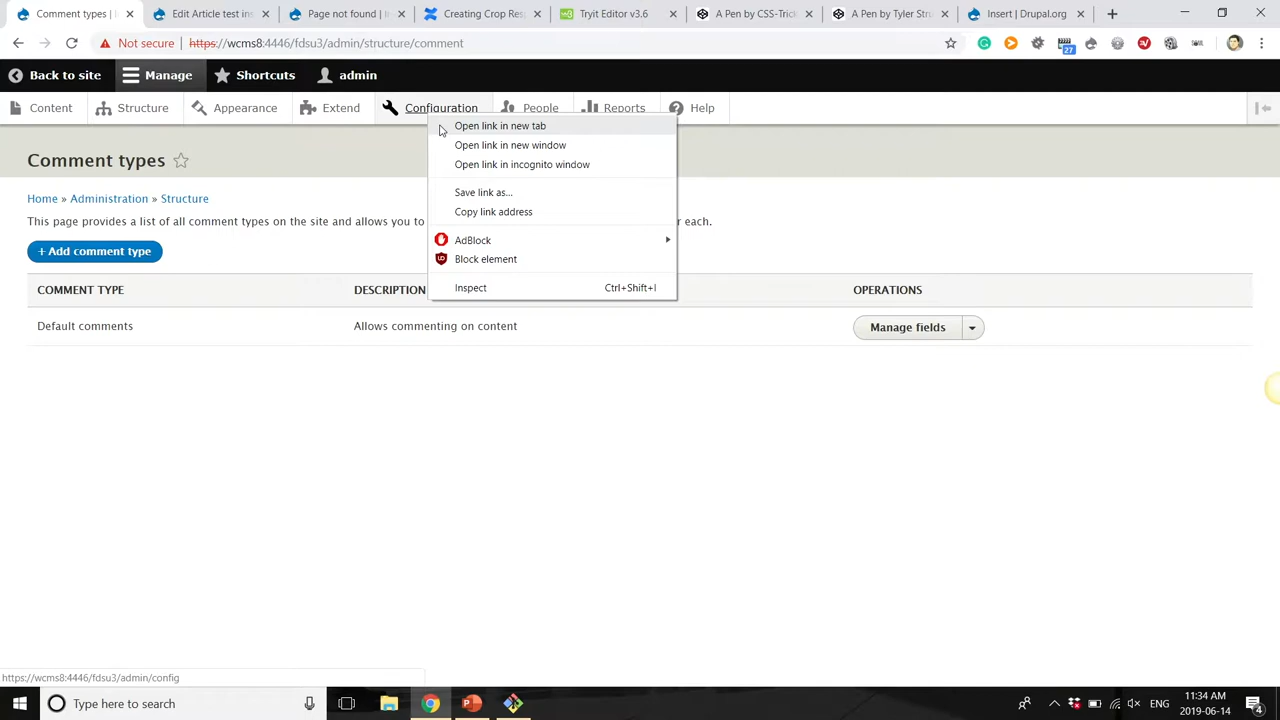 Comment types |
Edit Article test ins
Page not found | f
Creating Crop Res
Tryit Editor v3.6
A Pen by CSS-Trick
A Pen by Tyler Stu
Insert | Drupal.org
Not secure
https://wcms8:4446/fdsu3/admin/structure/comment
27
Back to site
Manage
Shortcuts
admin
Content
Structure
Appearance
Extend
Configuration
People
Reports
Help
Open link in new tab
Open link in new window
Open link in incognito window
Save link as...
Copy link address
AdBlock
Block element
Inspect Ctrl+Shift+I
Comment types
Home » Administration » Structure
This page provides a list of all comment types on the site and allows you to r each.
+ Add comment type
COMMENT TYPE DESCRIPTION OPERATIONS
Default comments Allows commenting on content Manage fields
https://wcms8:4446/fdsu3/admin/config
Type here to search
ENG
11:34 AM
2019-06-14
4